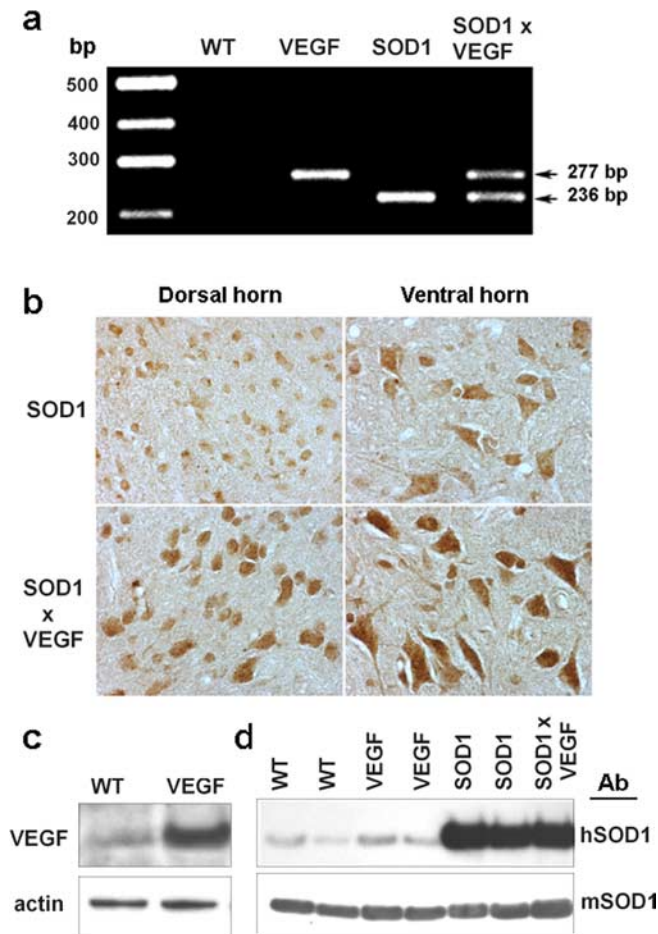 a
bp WT VEGF SOD1 SOD1 x
VEGF
500
400
300
277 bp
236 bp
200
b
Dorsal horn Ventral horn
SOD1
SOD1
x
VEGF
c
WT VEGF
VEGF
actin
d
WT WT VEGF VEGF SOD1 SOD1 SOD1 x
VEGF
Ab
hSOD1
mSOD1